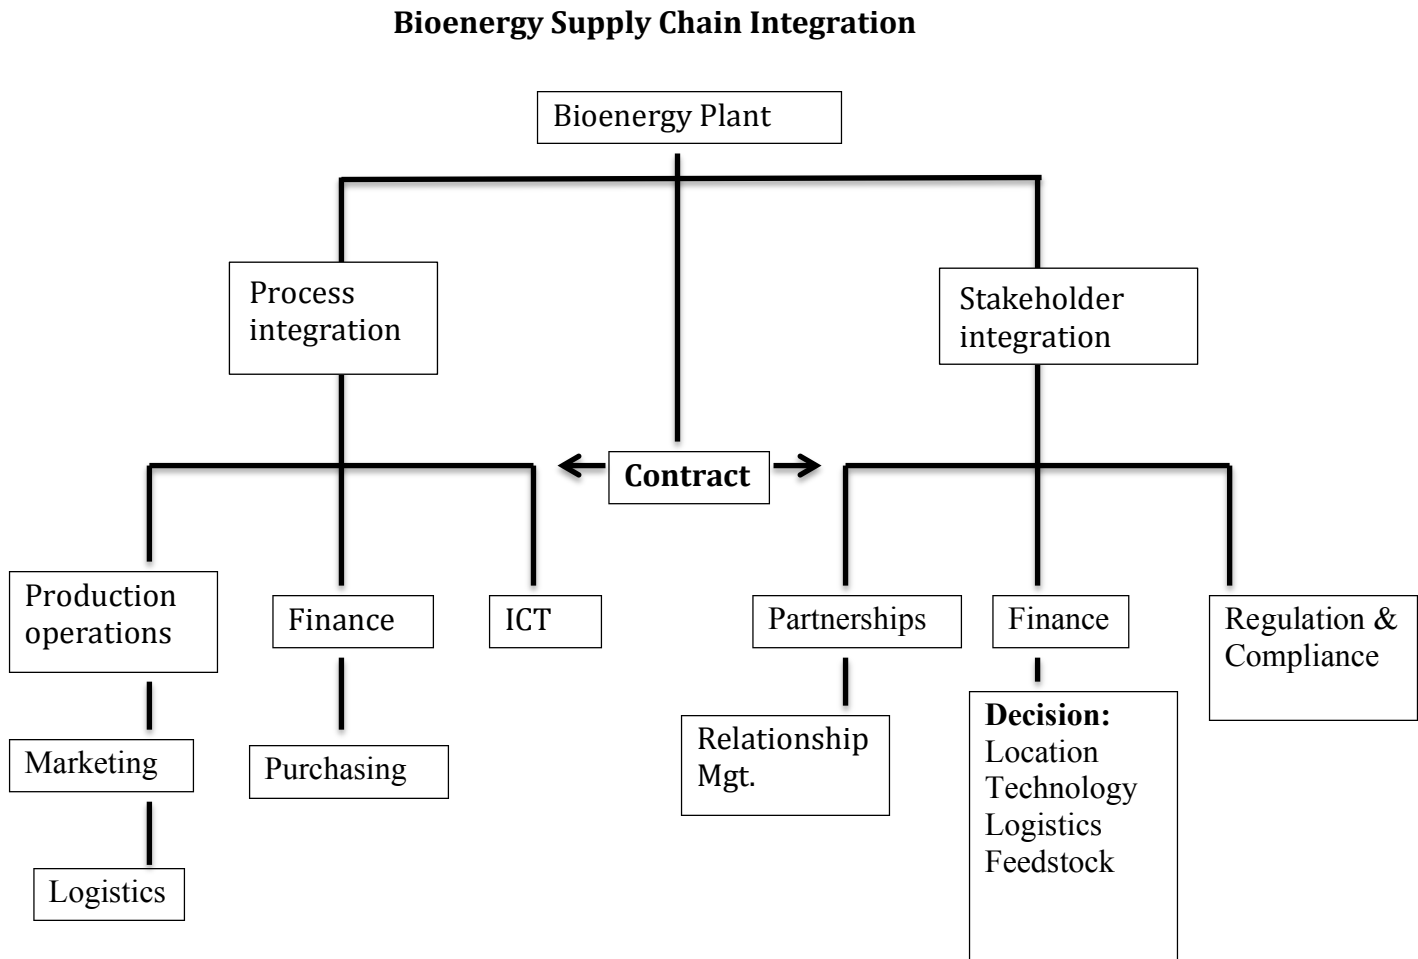 Bioenergy Supply Chain Integration
Bioenergy Plant
Process
integration
Stakeholder
integration
Contract
Production
operations
Finance
ICT
Partnerships
Finance
Regulation &
Compliance
Marketing
Purchasing
Relationship
Mgt.
Decision:
Location
Technology
Logistics
Feedstock
Logistics